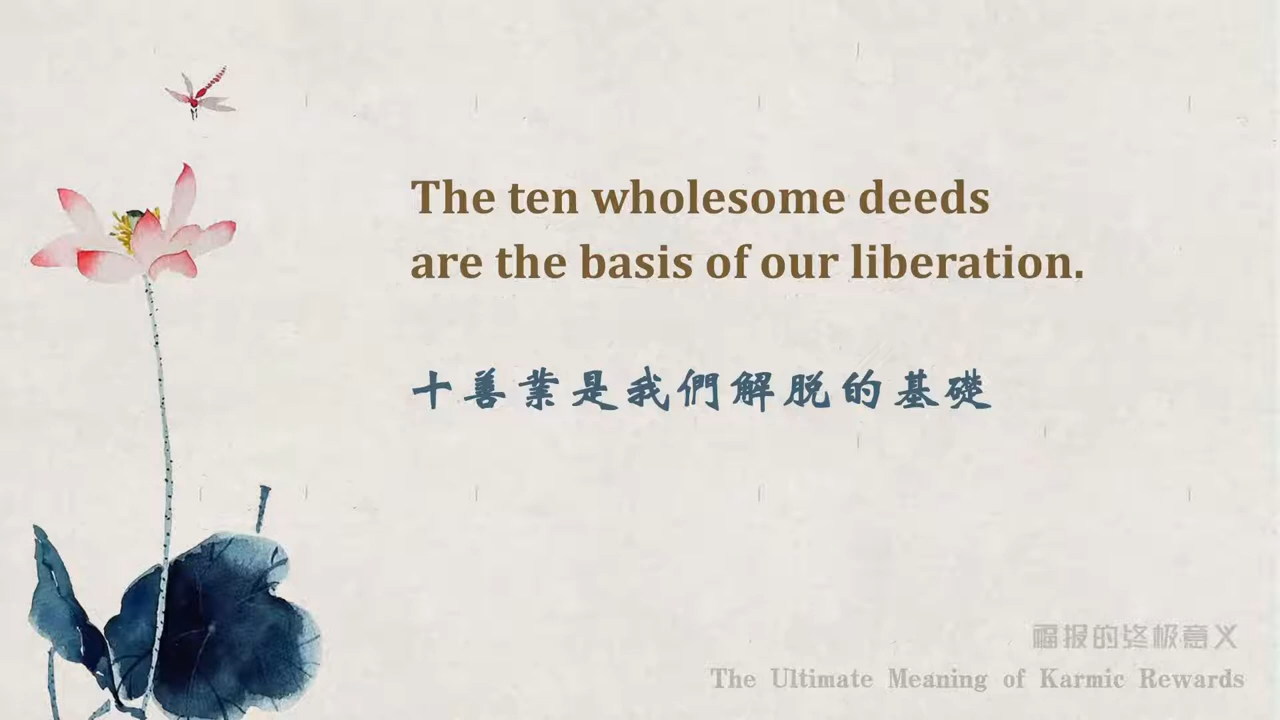 The ten wholesome deeds
are the basis of our liberation.
十善業是我們解脱的基礎
福报的终极意义
The Ultimate Meaning of Karmic Rewards